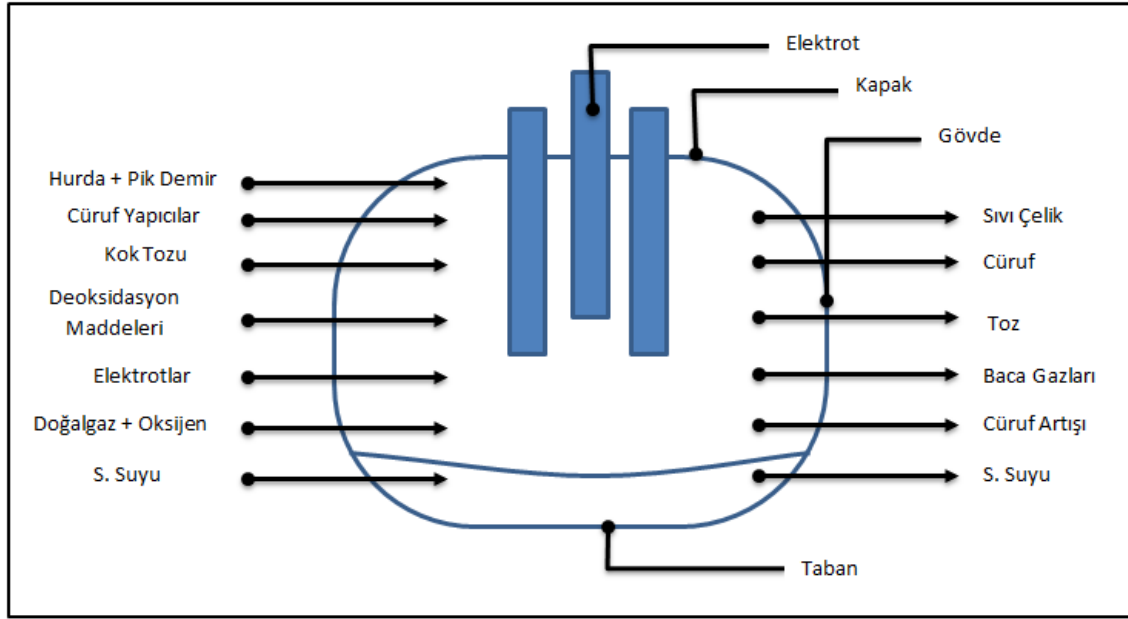 Elektrot
Kapak
Gövde
Hurda + Pik Demir
Cüruf Yapıcılar
Kok Tozu
Deoksidasyon
Maddeleri
Elektrotlar
Doğalgaz + Oksijen
S. Suyu
Sıvı Çelik
Cüruf
Toz
Baca Gazları
Cüruf Artışı
S. Suyu
Taban